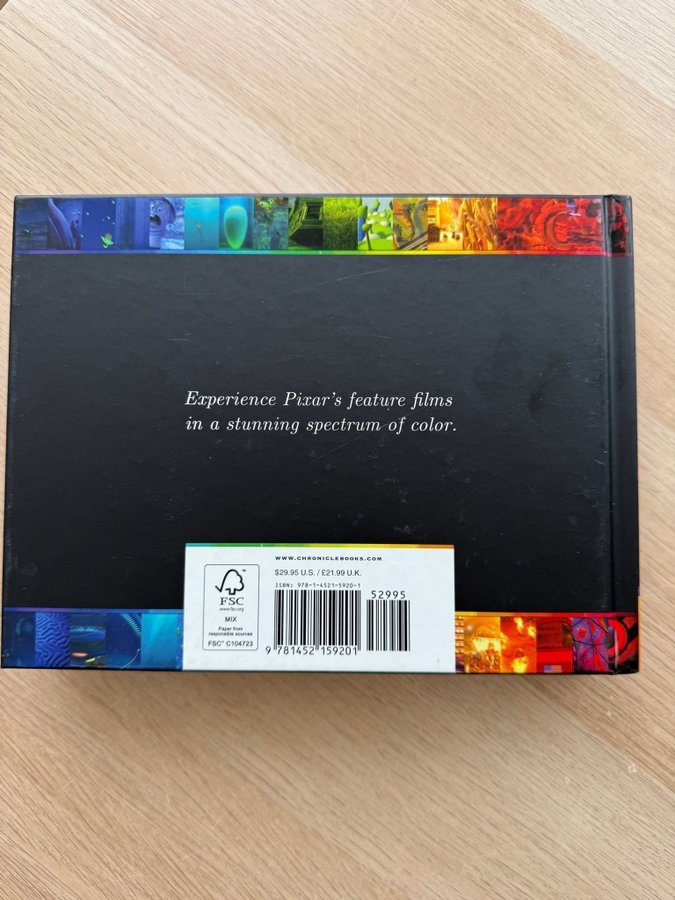 Experience Pixar's feature films
in a stunning spectrum of color.
WWW.CHRONICLEBOOKS.COM
$29.95 U.S. / £21.99 U.K.
ISBN: 978-1-4521-5920-1
52995
9 781452 159201
FSC
www.fsc.org
MIX
Paper from
responsible sources
FSC™ C104723